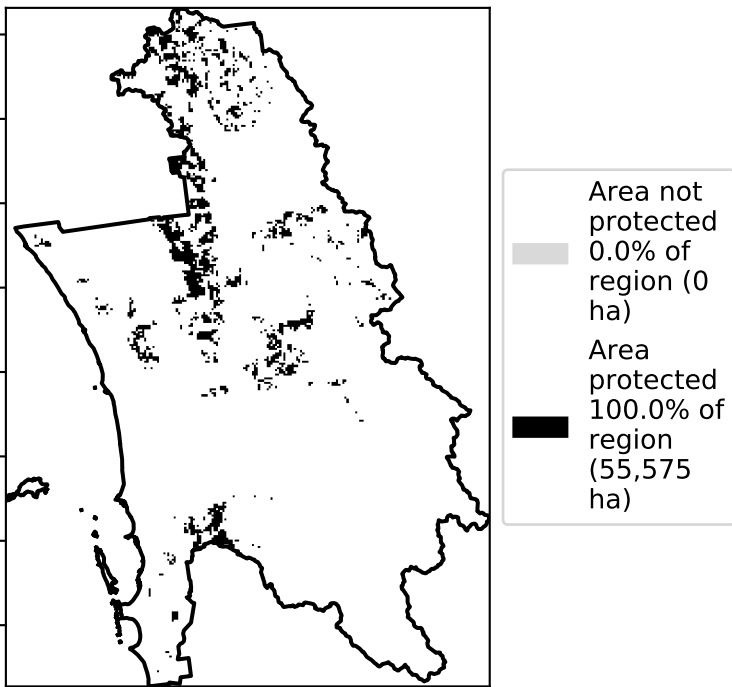 Area not
protected
0.0% of
region (0
ha)
Area
protected
100.0% of
region
(55,575
ha)